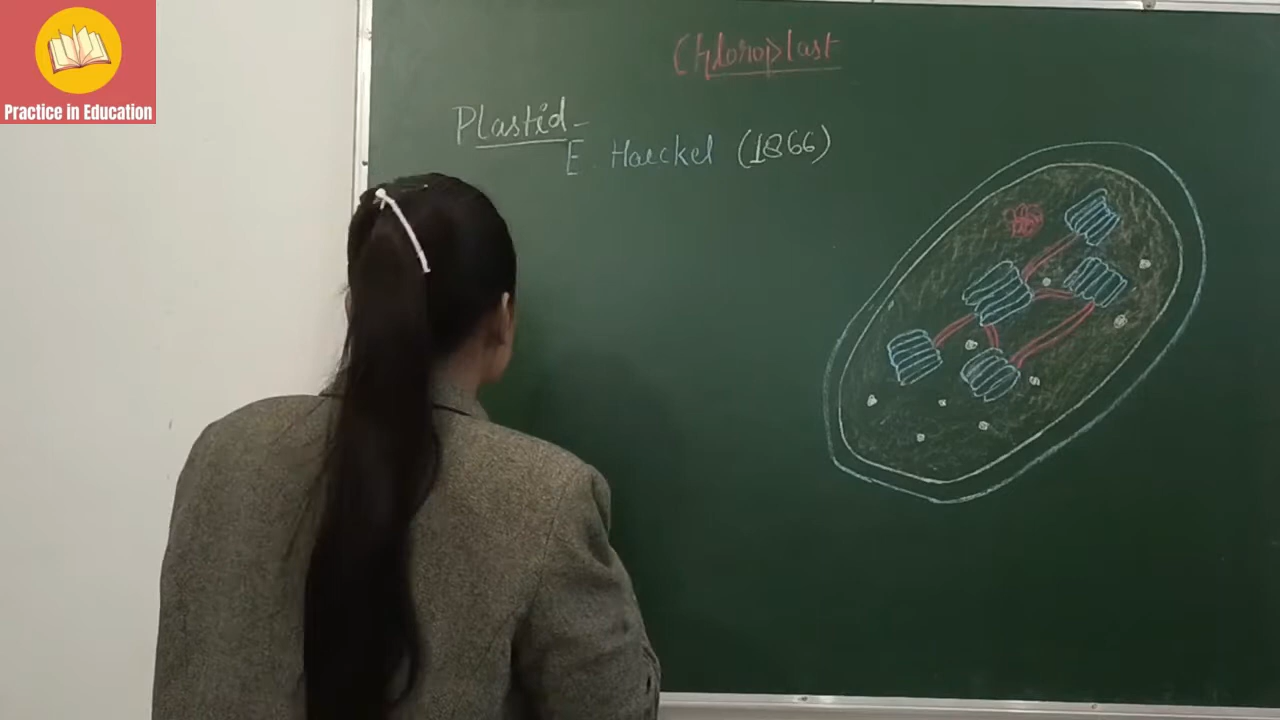 Practice in Education
Chloroplast
Plastid -
E. Haeckel (1866)